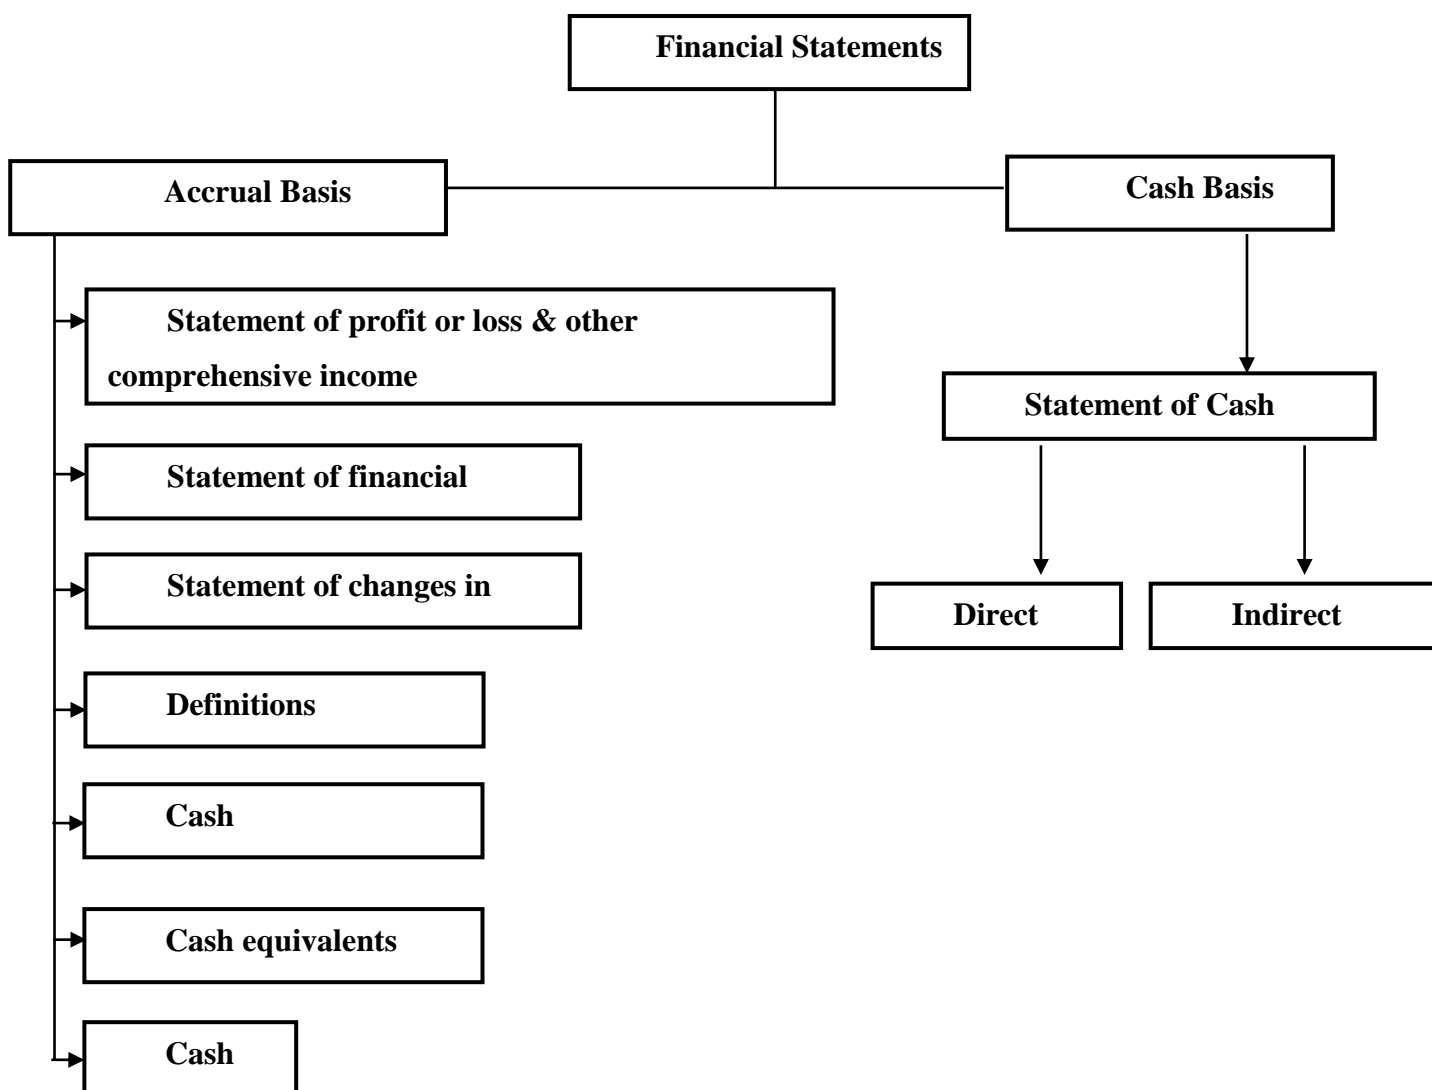 Financial Statements
Accrual Basis
Cash Basis
Statement of profit or loss & other
comprehensive income
Statement of Cash
Statement of financial
Statement of changes in
Direct
Indirect
Definitions
Cash
Cash equivalents
Cash